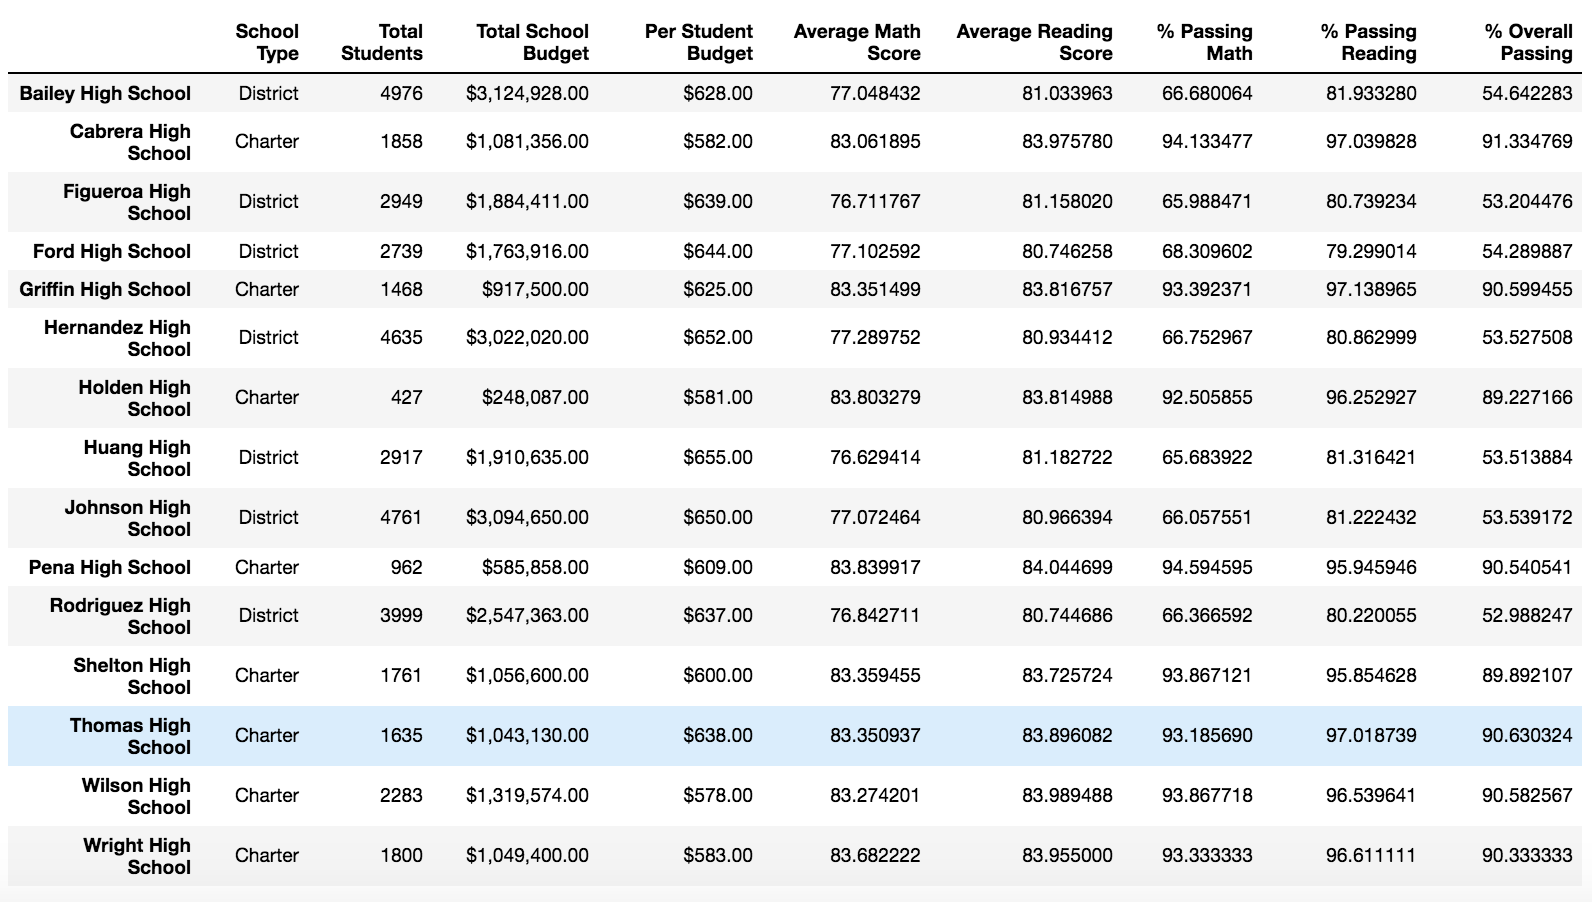 School Type Total Students Total School Budget Per Student Budget Average Math Score Average Reading Score % Passing Math % Passing Reading % Overall Passing
Bailey High School District 4976 $3,124,928.00 $628.00 77.048432 81.033963 66.680064 81.933280 54.642283
Cabrera High School Charter 1858 $1,081,356.00 $582.00 83.061895 83.975780 94.133477 97.039828 91.334769
Figueroa High School District 2949 $1,884,411.00 $639.00 76.711767 81.158020 65.988471 80.739234 53.204476
Ford High School District 2739 $1,763,916.00 $644.00 77.102592 80.746258 68.309602 79.299014 54.289887
Griffin High School Charter 1468 $917,500.00 $625.00 83.351499 83.816757 93.392371 97.138965 90.599455
Hernandez High School District 4635 $3,022,020.00 $652.00 77.289752 80.934412 66.752967 80.862999 53.527508
Holden High School Charter 427 $248,087.00 $581.00 83.803279 83.814988 92.505855 96.252927 89.227166
Huang High School District 2917 $1,910,635.00 $655.00 76.629414 81.182722 65.683922 81.316421 53.513884
Johnson High School District 4761 $3,094,650.00 $650.00 77.072464 80.966394 66.057551 81.222432 53.539172
Pena High School Charter 962 $585,858.00 $609.00 83.839917 84.044699 94.594595 95.945946 90.540541
Rodriguez High School District 3999 $2,547,363.00 $637.00 76.842711 80.744686 66.366592 80.220055 52.988247
Shelton High School Charter 1761 $1,056,600.00 $600.00 83.359455 83.725724 93.867121 95.854628 89.892107
Thomas High School Charter 1635 $1,043,130.00 $638.00 83.350937 83.896082 93.185690 97.018739 90.630324
Wilson High School Charter 2283 $1,319,574.00 $578.00 83.274201 83.989488 93.867718 96.539641 90.582567
Wright High School Charter 1800 $1,049,400.00 $583.00 83.682222 83.955000 93.333333 96.611111 90.333333